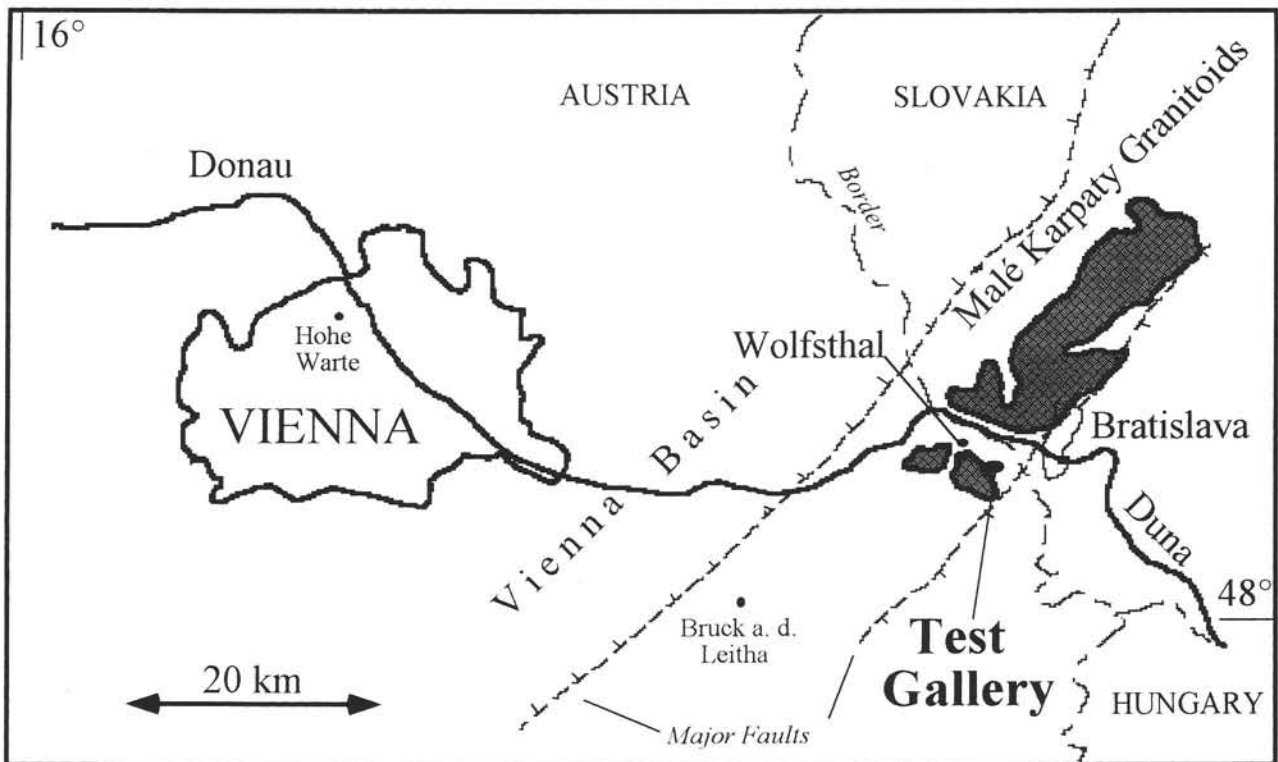 16°
AUSTRIA
SLOVAKIA
Malé Karpaty Granitoids
Donau
Border
Hohe
Warte
Wolfsthal
VIENNA
Bratislava
Vienna Basin
Duna
48°
Bruck a. d.
Leitha
Test
Gallery
20 km
HUNGARY
Major Faults